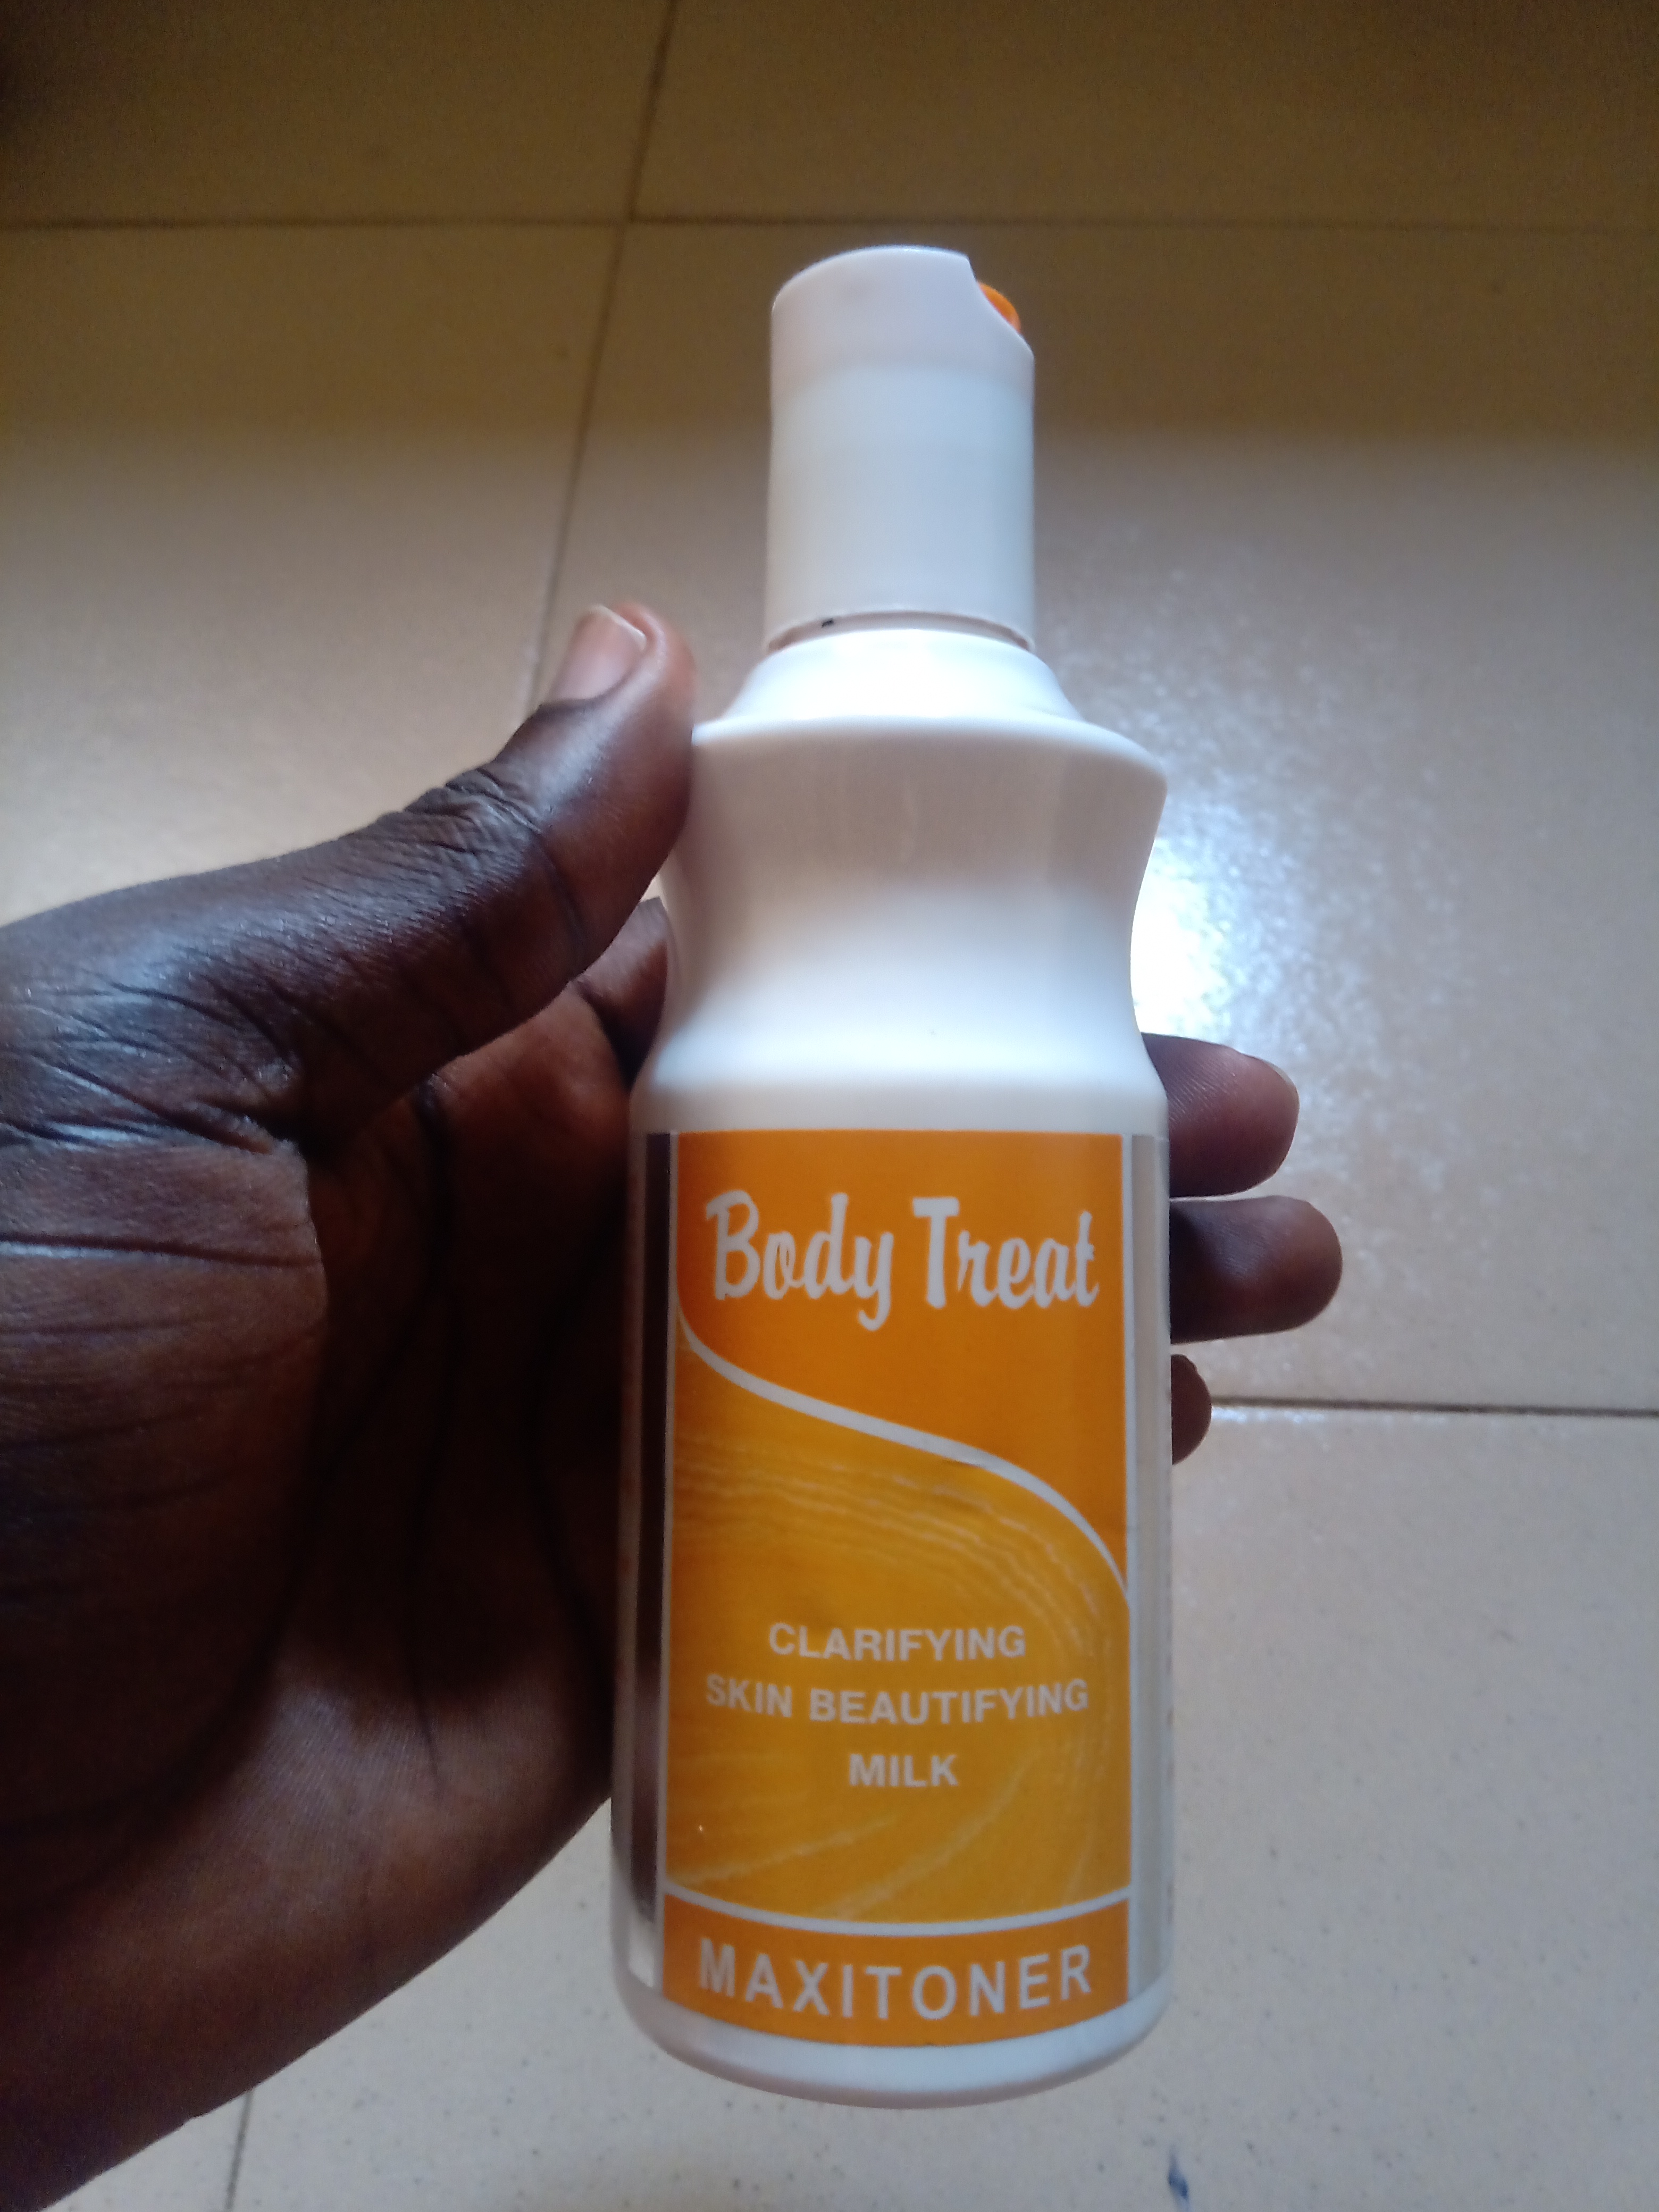 Body Treat
CLARIFYING
SKIN BEAUTIFYING
MILK
MAXITONER